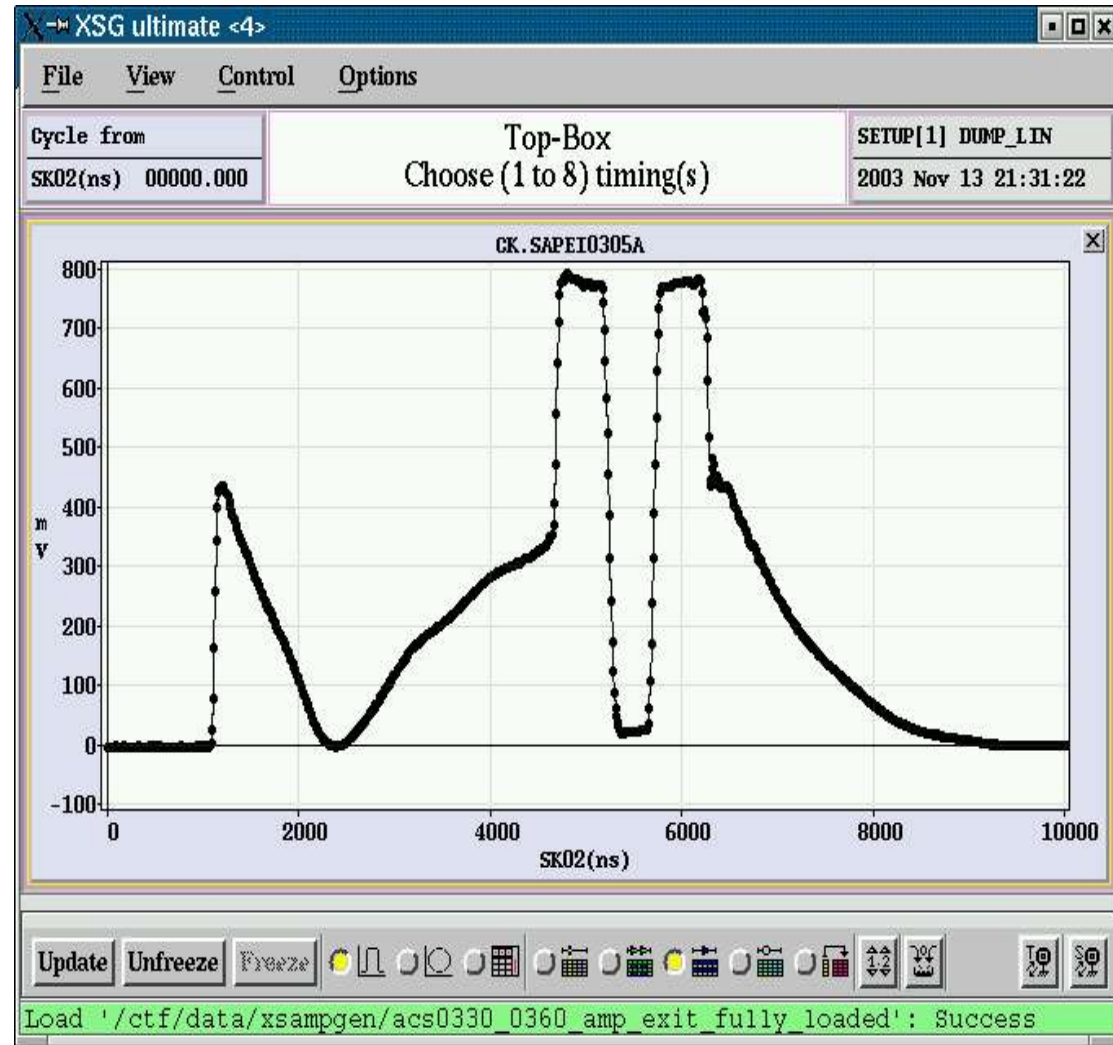 XSG ultimate <4>
File View Control Options
Cycle from
SK02(ns) 00000.000
Top-Box
Choose (1 to 8) timing(s)
SETUP[1] DUMP_LIN
2003 Nov 13 21:31:22
CK.SAPEI0305A
800
700
600
500
400
300
200
100
0
-100
m
V
0 2000 4000 6000 8000 10000
SK02(ns)
Update Unfreeze Freeze
Load '/ctf/data/xsampgen/acs0330_0360_amp_exit_fully_loaded': Success